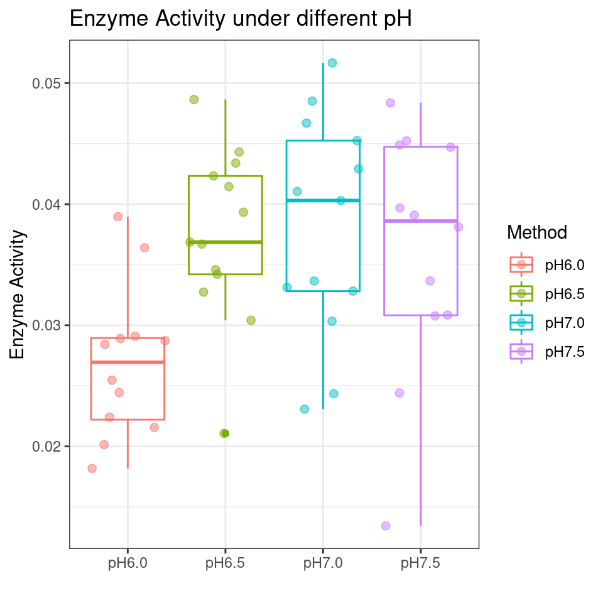 Enzyme Activity under different pH
Enzyme Activity
0.05
0.04
0.03
0.02
pH6.0
pH6.5
pH7.0
pH7.5
Method
pH6.0
pH6.5
pH7.0
pH7.5